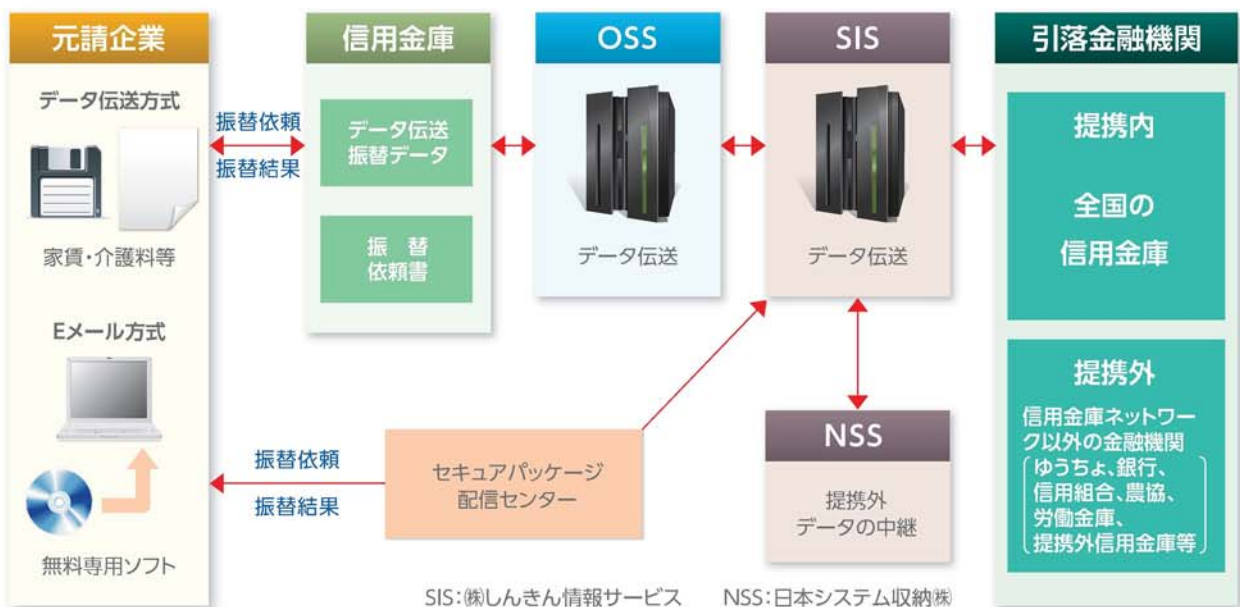 元請企業
データ伝送方式
家賃・介護料等
Eメール方式
無料専用ソフト
振替依頼
振替結果
信用金庫
データ伝送
振替データ
振 替
依頼書
OSS
データ伝送
SIS
データ伝送
引落金融機関
提携内
全国の
信用金庫
提携外
信用金庫ネットワー
ク以外の金融機関
ゆうちょ、銀行、
信用組合、農協、
労働金庫、
提携外信用金庫等
振替依頼
振替結果
セキュアパッケージ
配信センター
NSS
提携外
データの中継
SIS:㈱しんきん情報サービス NSS:日本システム収納㈱